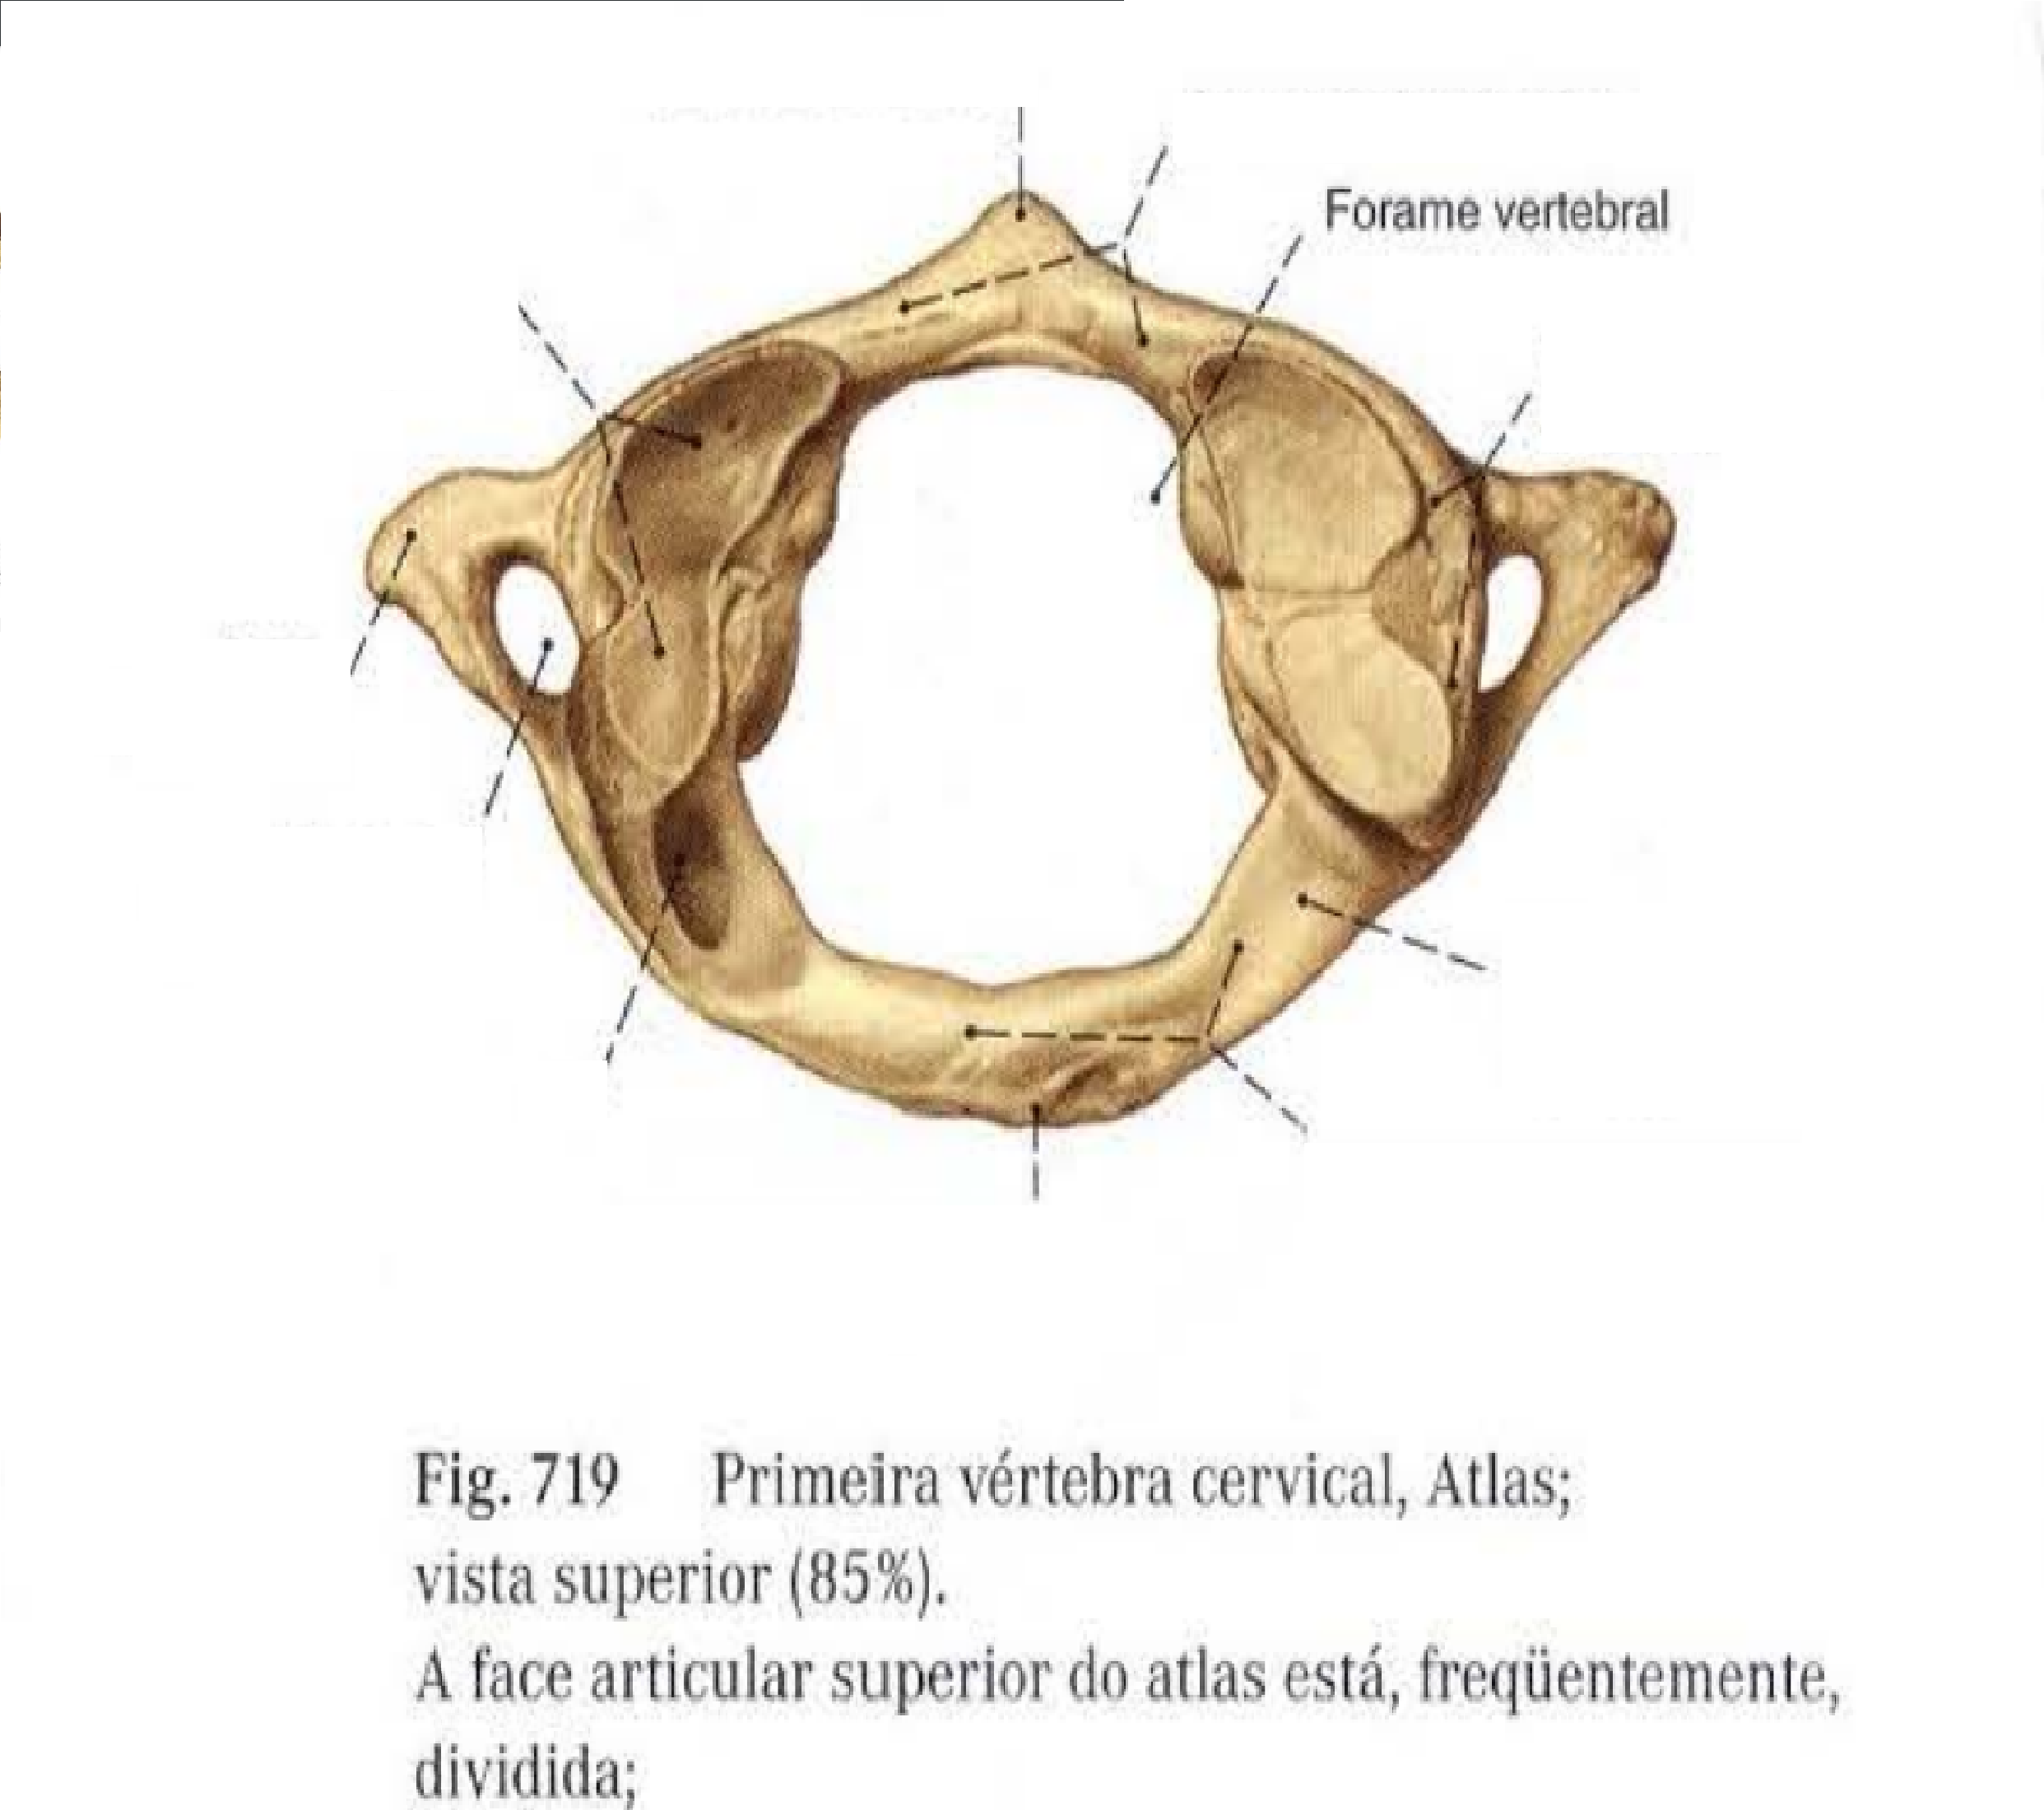 Forame vertebral
Fig. 719 Primeira vértebra cervical, Atlas;
vista superior (85%).
A face articular superior do atlas está, freqüentemente,
dividida;